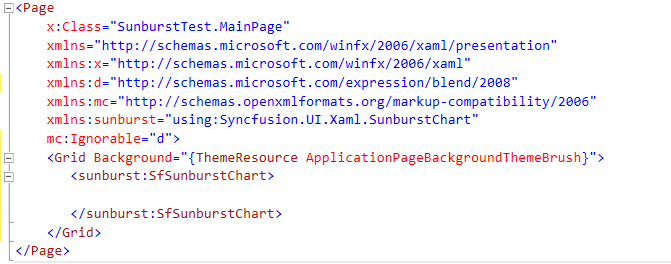 <Page
x:Class="SunburstTest.MainPage"
xmlns="http://schemas.microsoft.com/winfx/2006/xaml/presentation"
xmlns:x="http://schemas.microsoft.com/winfx/2006/xaml"
xmlns:d="http://schemas.microsoft.com/expression/blend/2008"
xmlns:mc="http://schemas.openxmlformats.org/markup-compatibility/2006"
xmlns:sunburst="using:Syncfusion.UI.Xaml.SunburstChart"
mc:Ignorable="d">
<Grid Background="{ThemeResource ApplicationPageBackgroundThemeBrush}">
<sunburst:SfSunburstChart>
</sunburst:SfSunburstChart>
</Grid>
</Page>